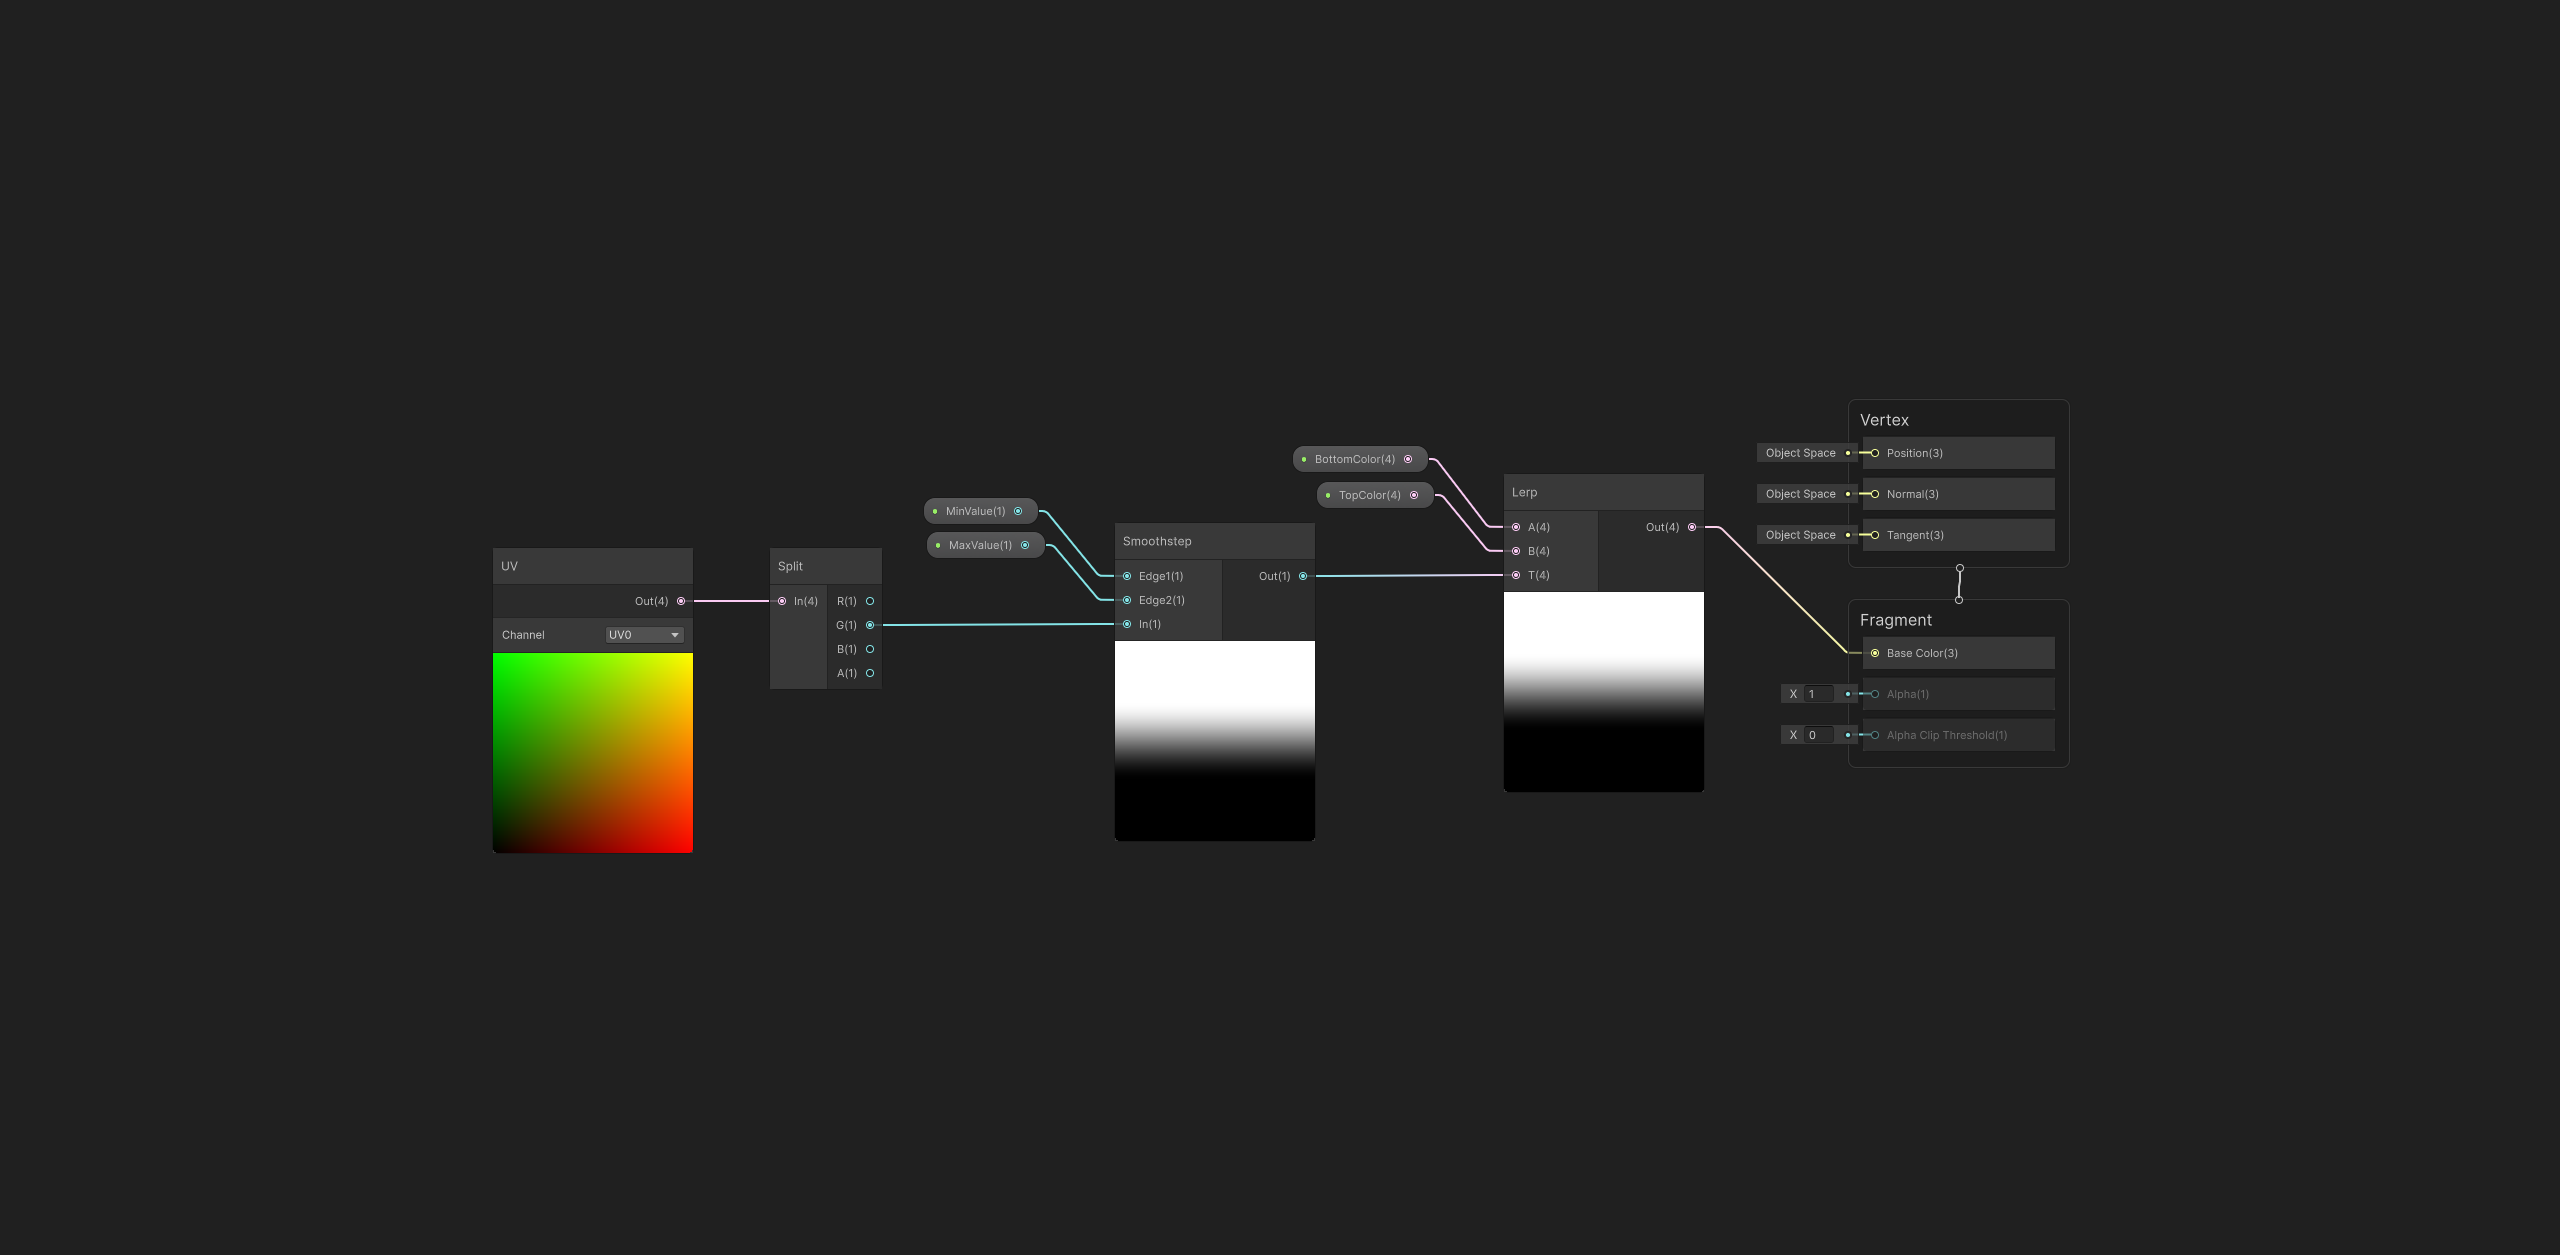 UV
Out(4)
Channel
UV0
Split
In(4)
R(1)
G(1)
B(1)
A(1)
MinValue(1)
MaxValue(1)
Smoothstep
Edge1(1)
Out(1)
Edge2(1)
In(1)
BottomColor(4)
TopColor(4)
Lerp
A(4)
Out(4)
B(4)
T(4)
Vertex
Object Space
Position(3)
Object Space
Normal(3)
Object Space
Tangent(3)
Fragment
Base Color(3)
X 1
Alpha(1)
X 0
Alpha Clip Threshold(1)